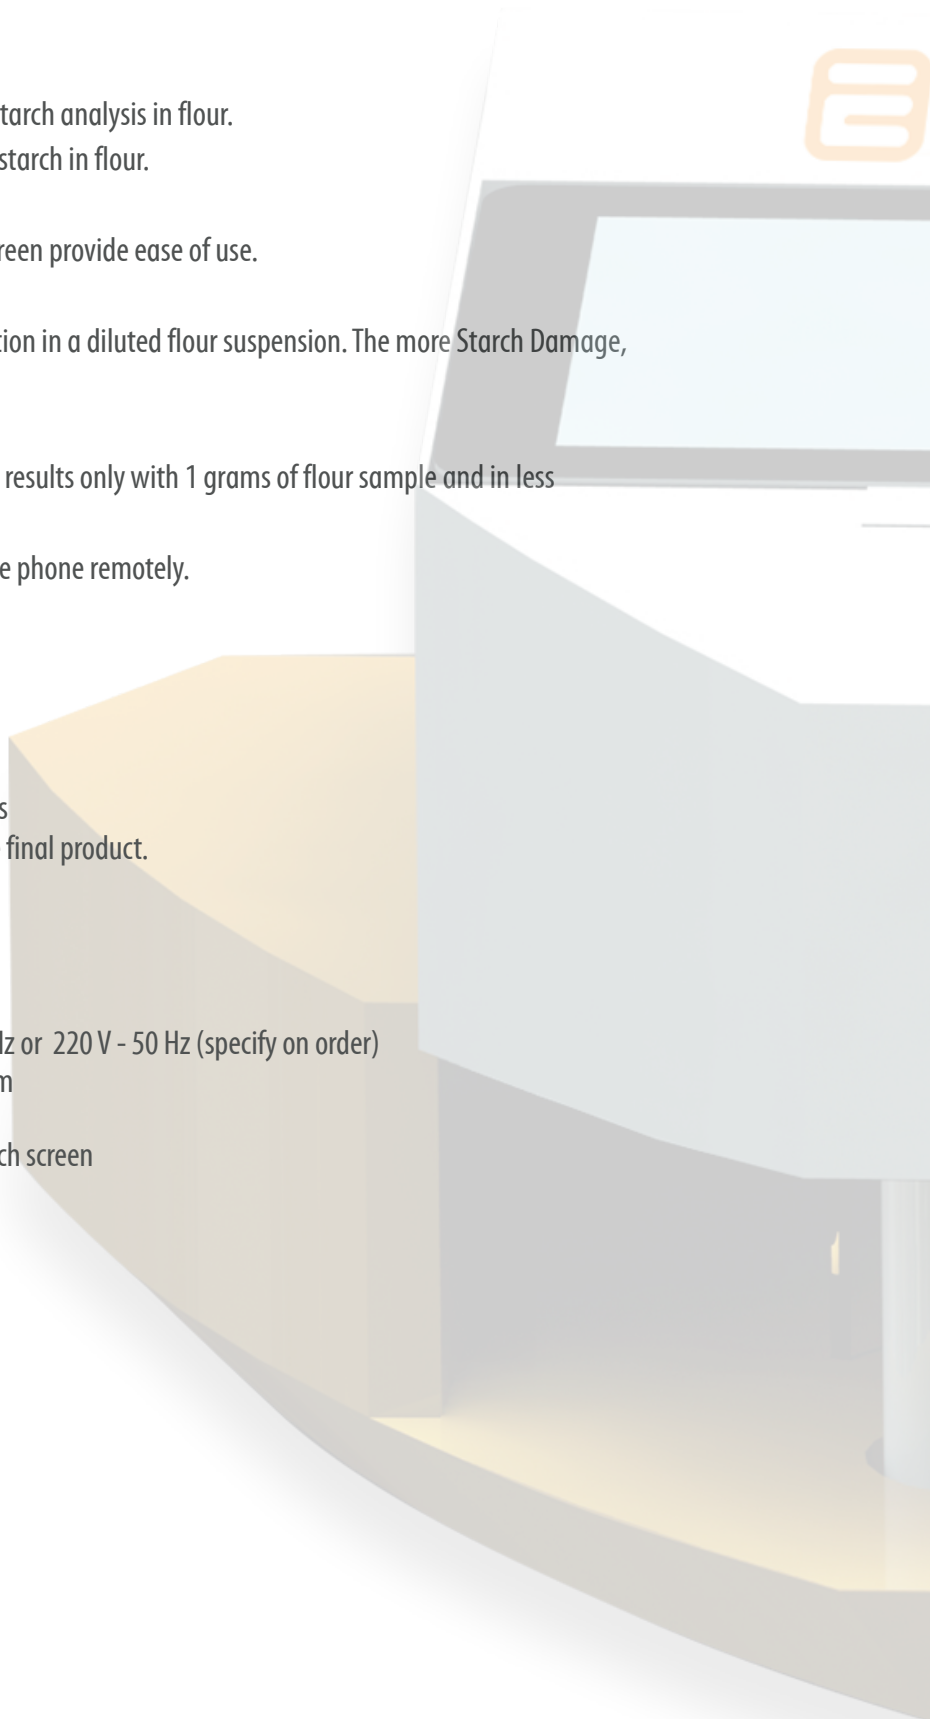 tarch analysis in flour.
starch in flour.
reen provide ease of use.
tion in a diluted flour suspension. The more Starch Damage,
results only with 1 grams of flour sample and in less
e phone remotely.
s
final product.
Hz or 220 V - 50 Hz (specify on order)
m
ch screen